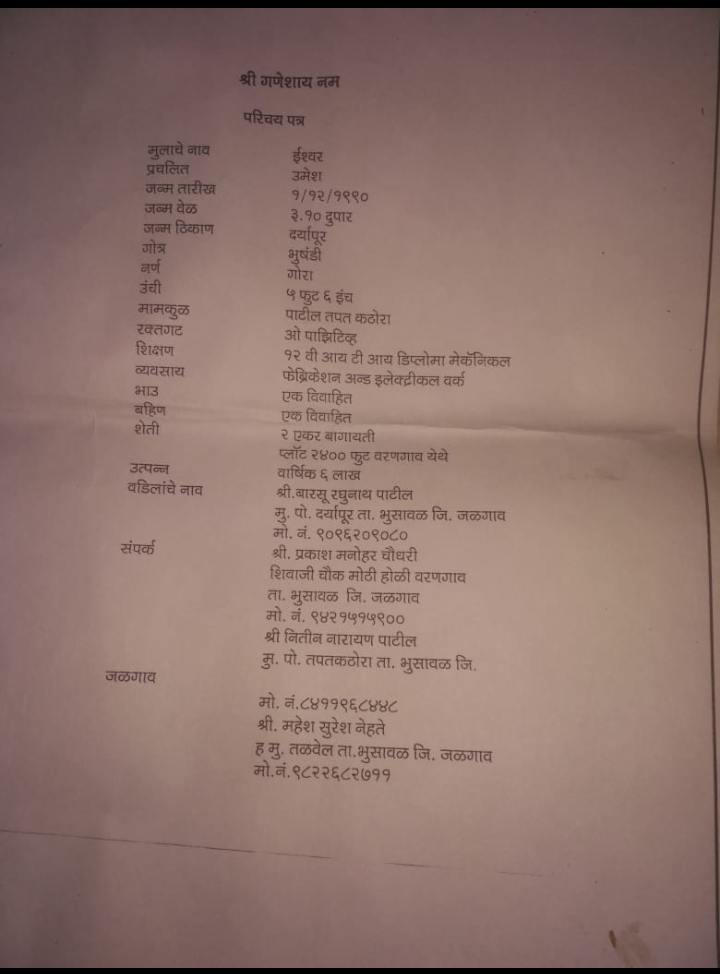 श्री गणेशाय नम
परिचय पत्र
मुलाचे नाव ईश्वर
प्रचलित उमेश
जन्म तारीख १/१२/१९९०
जन्म वेळ ३.१० दुपार
जन्म ठिकाण दर्यापूर
गोत्र भुषंडी
नर्ण गोरा
उंची ५ फुट ६ इंच
मामकुळ पाटील तपत कठोरा
रक्तगट ओ पाझिटिव्ह
शिक्षण १२ वी आय टी आय डिप्लोमा मेकॅनिकल
व्यवसाय फेब्रिकेशन अन्ड इलेक्ट्रीकल वर्क
भाउ एक विवाहित
बहिण एक विवाहित
शेती २ एकर बागायती
प्लॉट २४०० फुट वरणगाव येथे
उत्पन्न वार्षिक ६ लाख
वडिलांचे नाव श्री.बारसू रघुनाथ पाटील
मु. पो. दर्यापूर ता. भुसावळ जि. जळगाव
मो. नं. ९०९६२०९०८०
संपर्क श्री. प्रकाश मनोहर चौधरी
शिवाजी चौक मोठी होळी वरणगाव
ता. भुसावळ जि. जळगाव
मो. नं. ९४२१५१५९००
श्री नितीन नारायण पाटील
मु. पो. तपतकठोरा ता. भुसावळ जि.
जळगाव
मो. नं.८४११९६८४४८
श्री. महेश सुरेश नेहते
ह मु. तळवेल ता.भुसावळ जि. जळगाव
मो.नं.९८२२६८२७११